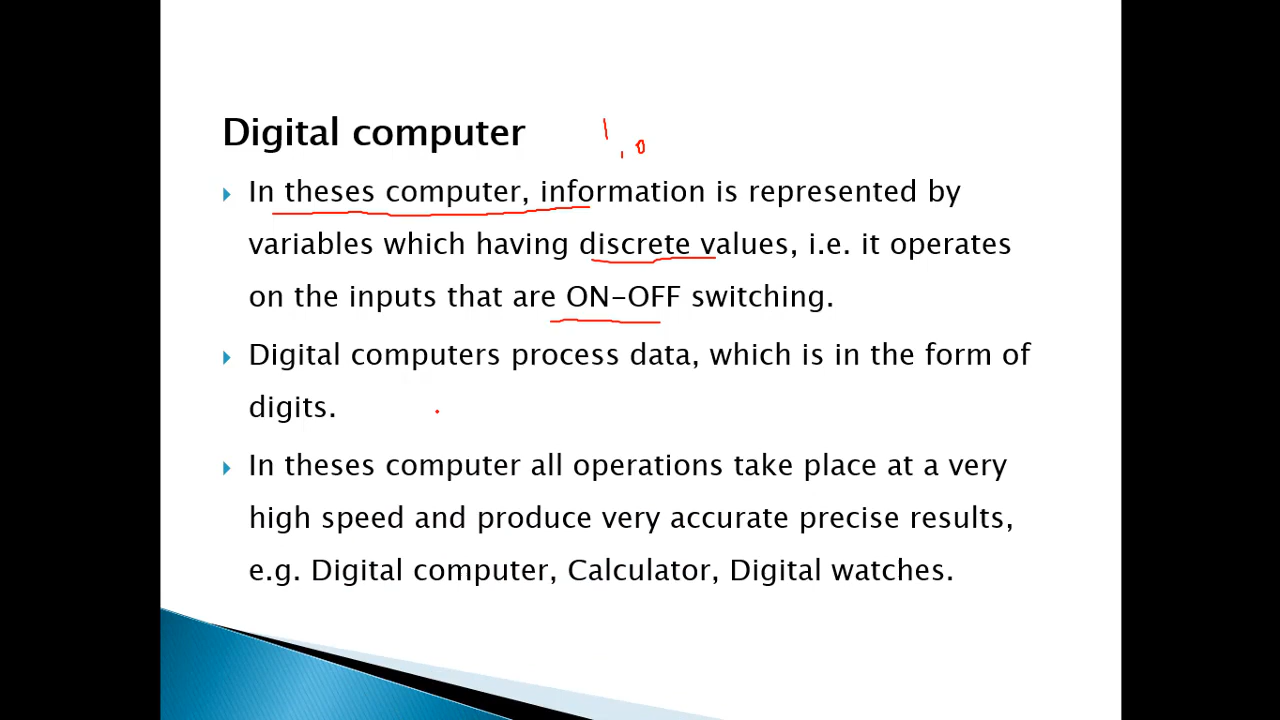 Digital computer 1,0
In theses computer, information is represented by
variables which having discrete values, i.e. it operates
on the inputs that are ON-OFF switching.
Digital computers process data, which is in the form of
digits.
In theses computer all operations take place at a very
high speed and produce very accurate precise results,
e.g. Digital computer, Calculator, Digital watches.